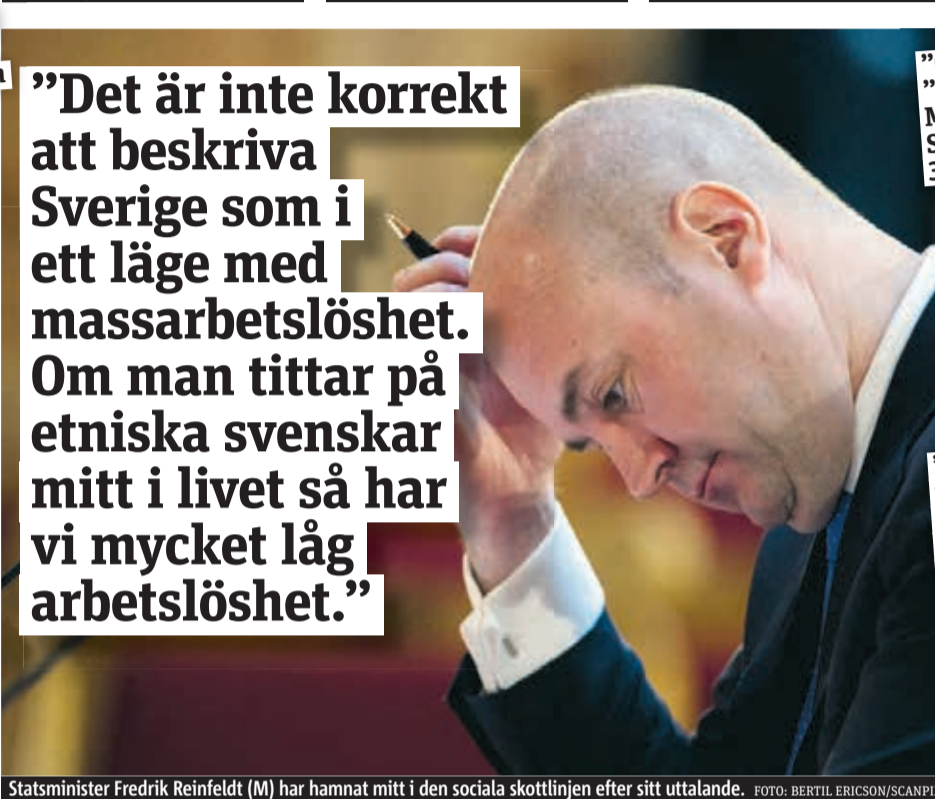 ”Det är inte korrekt
att beskriva
Sverige som i
ett läge med
massarbetslöshet.
Om man tittar på
etniska svenskar
mitt i livet så har
vi mycket låg
arbetslöshet.”
Statsminister Fredrik Reinfeldt (M) har hamnat mitt i den sociala skottlinjen efter sitt uttalande. FOTO: BERTIL ERICSON/SCANPI